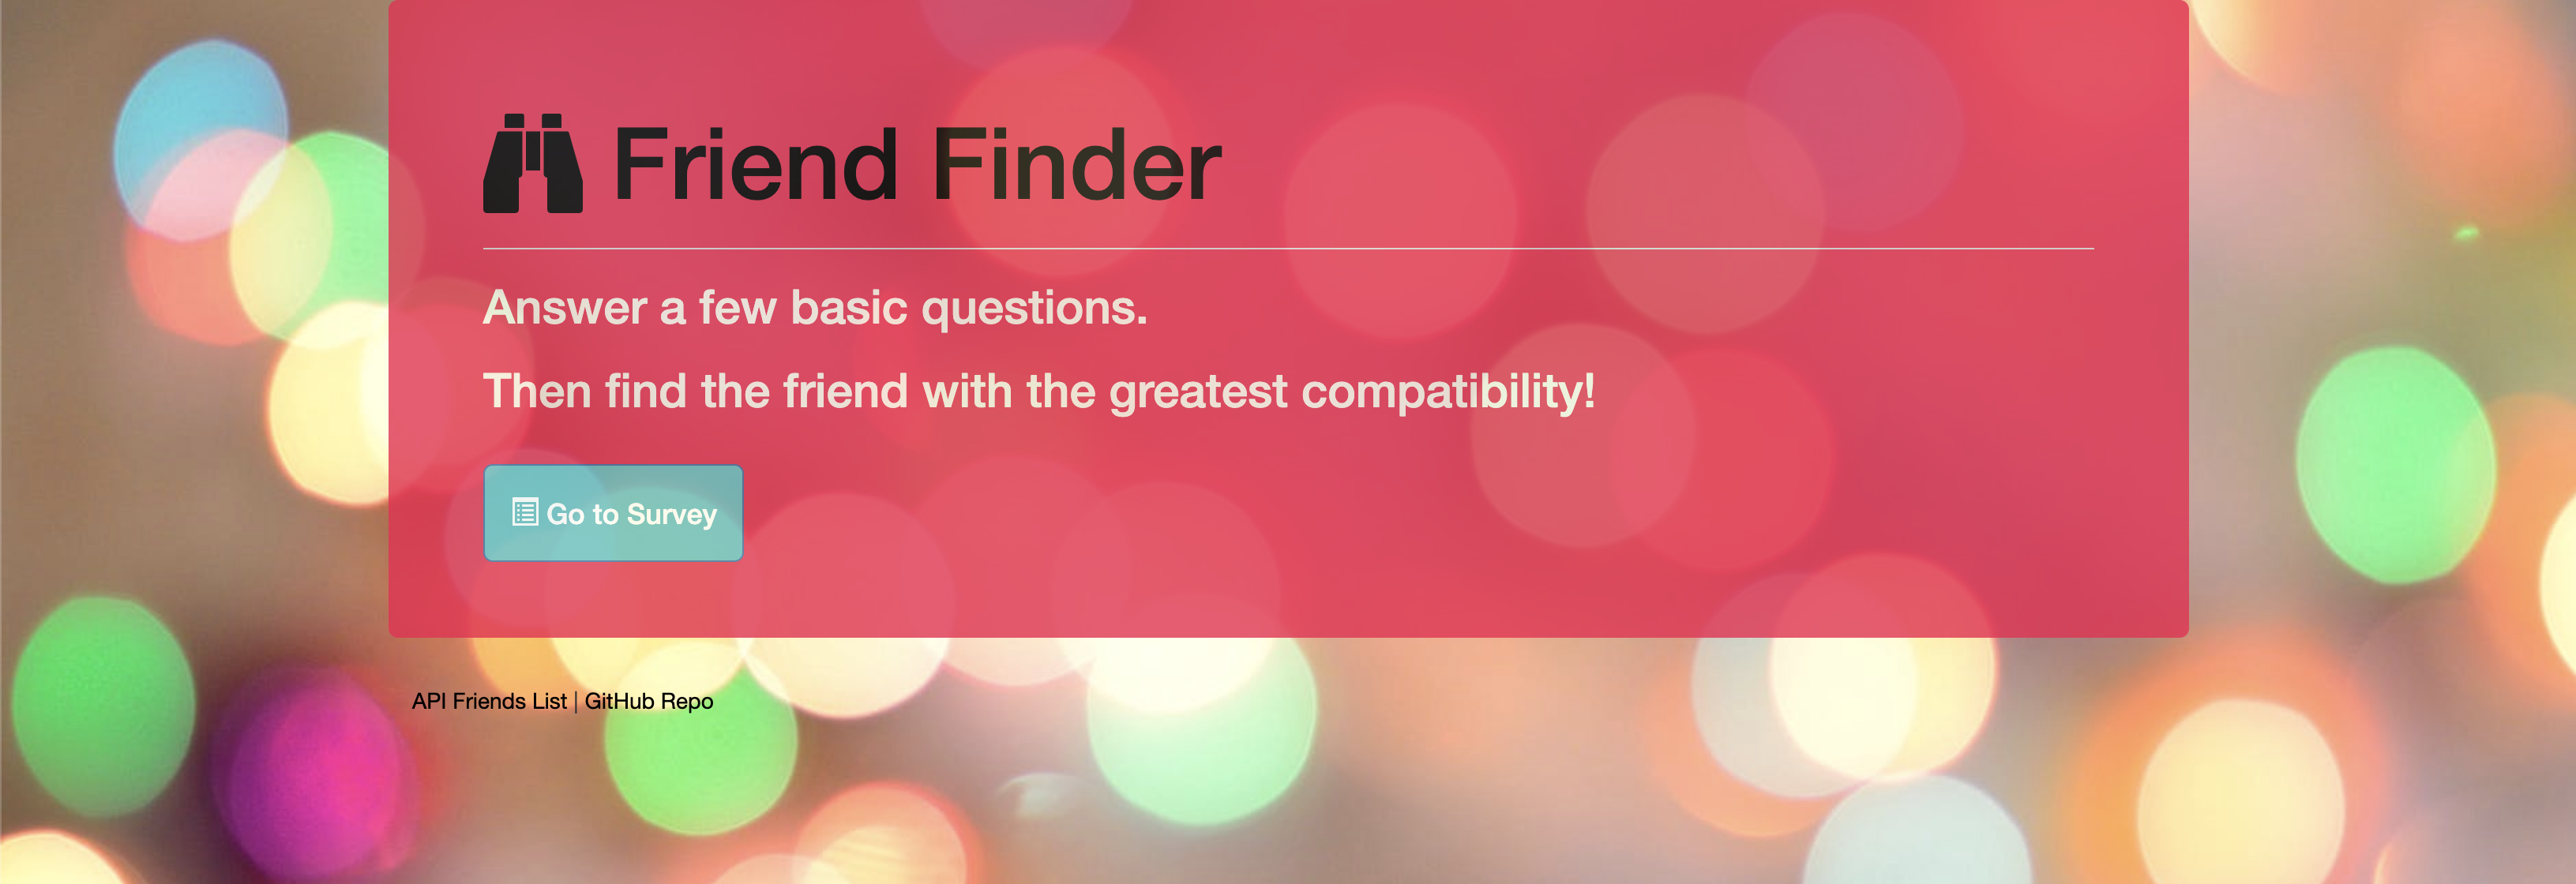 Friend Finder
Answer a few basic questions.
Then find the friend with the greatest compatibility!
Go to Survey
API Friends List | GitHub Repo